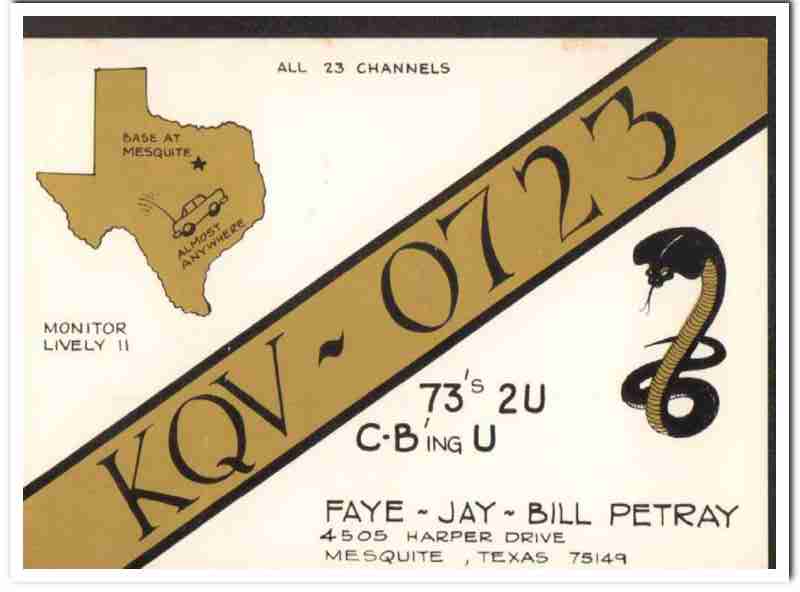 ALL 23 CHANNELS
BASE AT
MESQUITE
ALMOST
ANYWHERE
MONITOR
LIVELY 11
KQV~0723
73's 2U
C-B'ING U
FAYE ~ JAY ~ BILL PETRAY
4505 HARPER DRIVE
MESQUITE , TEXAS 75149